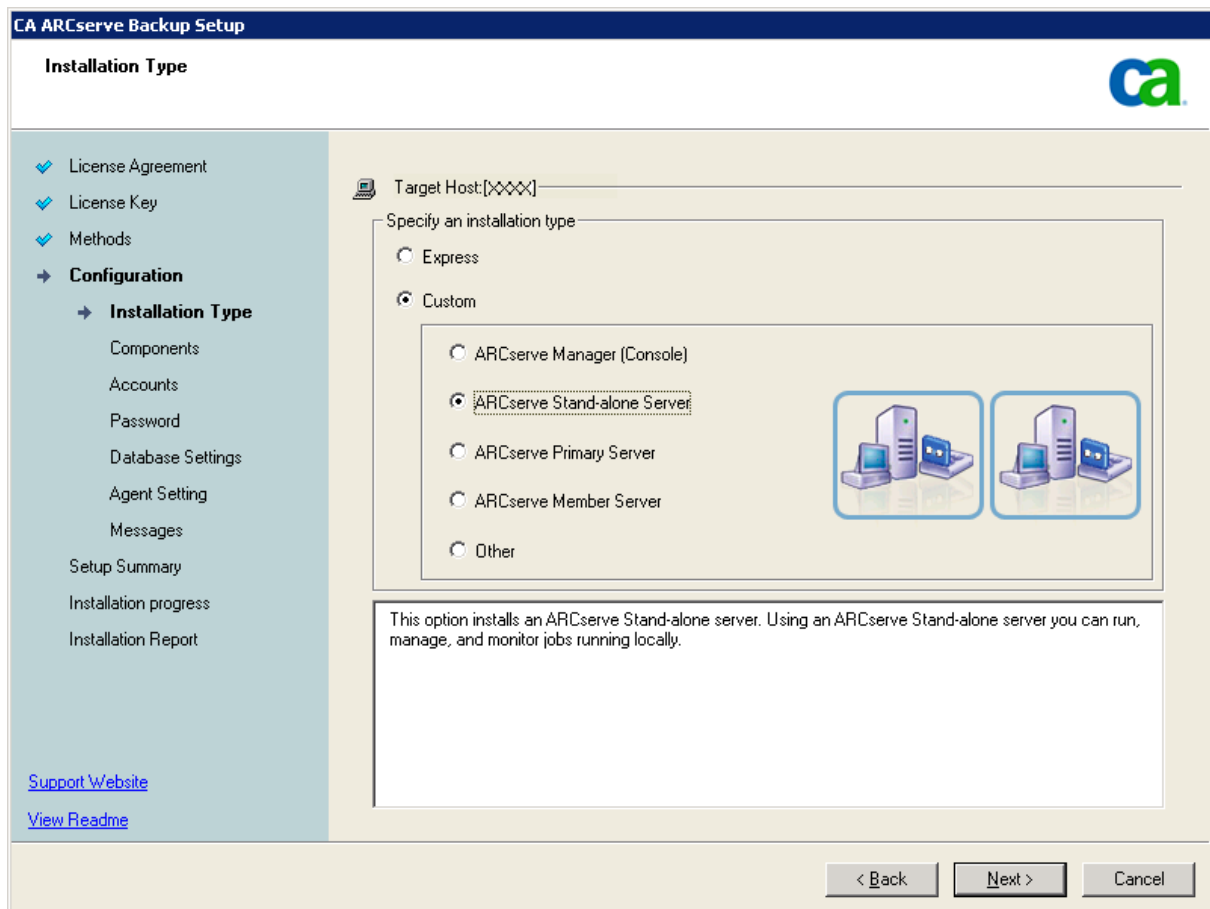 CA ARCserve Backup Setup
Installation Type
ca
License Agreement
License Key
Methods
Configuration
Installation Type
Components
Accounts
Password
Database Settings
Agent Setting
Messages
Setup Summary
Installation progress
Installation Report
Support Website
View Readme
Target Host:[XXXX]
Specify an installation type
Express
Custom
ARCserve Manager (Console)
ARCserve Stand-alone Server
ARCserve Primary Server
ARCserve Member Server
Other
This option installs an ARCserve Stand-alone server. Using an ARCserve Stand-alone server you can run,
manage, and monitor jobs running locally.
< Back
Next >
Cancel